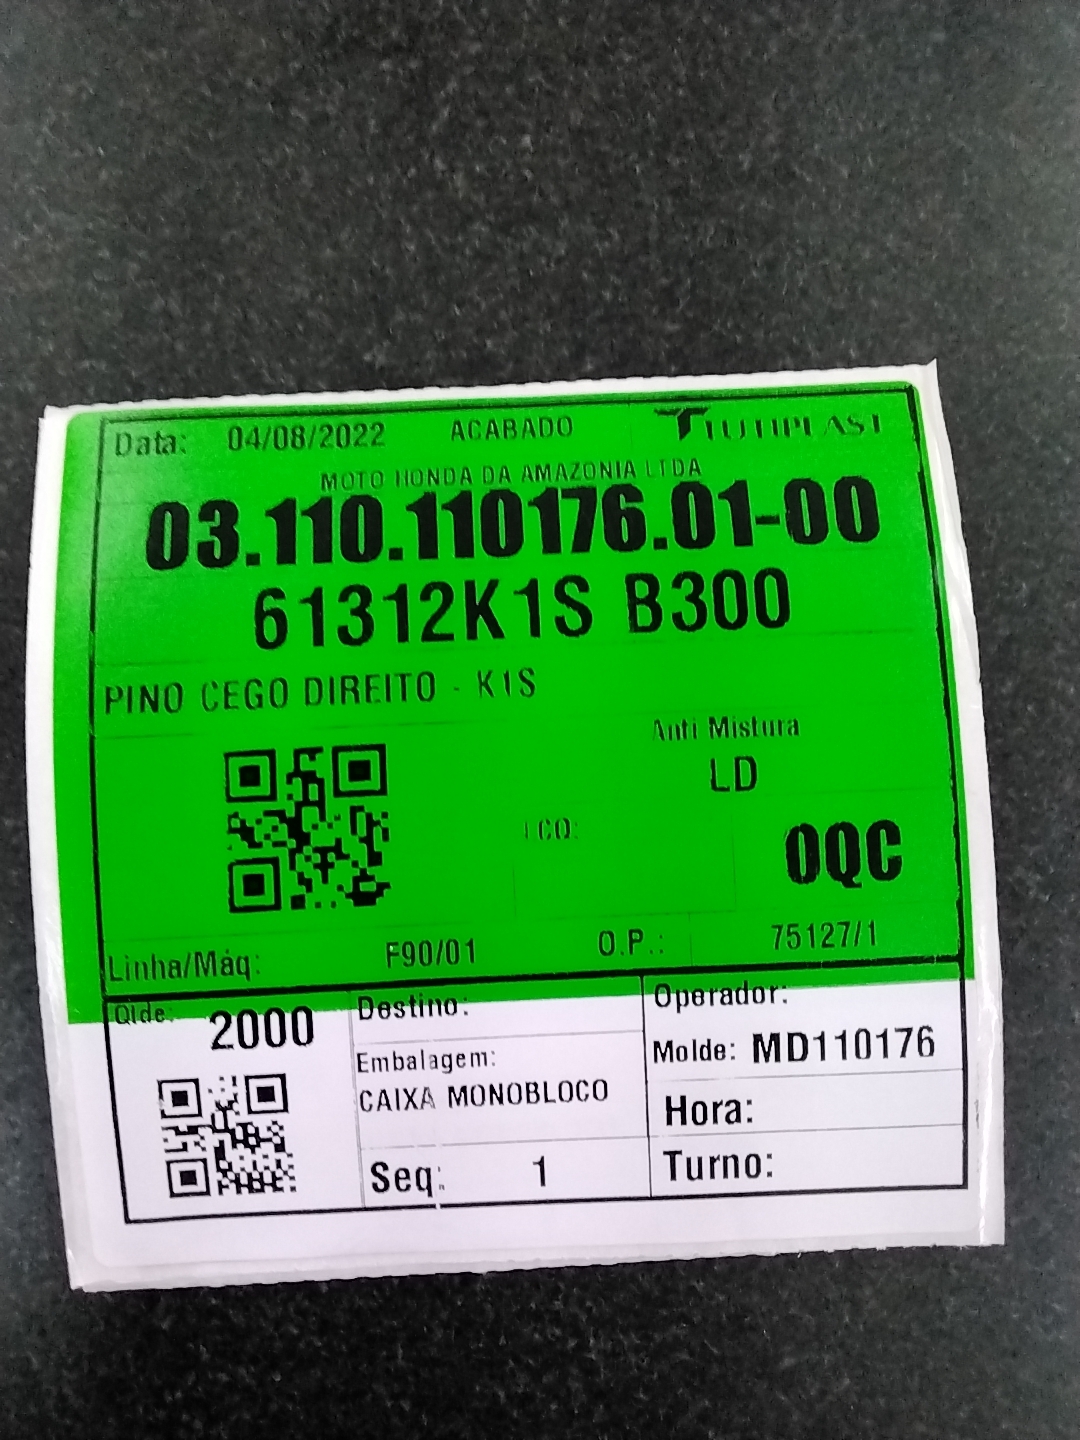 Data: 04/08/2022 ACABADO TUTIPLAST
MOTO HONDA DA AMAZONIA LTDA
03.110.110176.01-00
61312K1S B300
PINO CEGO DIREITO - K1S
Anti Mistura
LD
OQC
Linha/Máq: F90/01 O.P.: 75127/1
Qtde: 2000
Destino:
Embalagem:
CAIXA MONOBLOCO
Seq: 1
Operador:
Molde: MD110176
Hora:
Turno: